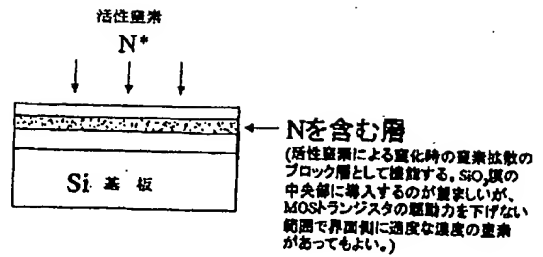 活性窒素
N*
Nを含む層
(活性窒素による窒化時の窒素拡散の
ブロック層として機能する。SiO₂膜の
中央部に導入するのが望ましいが、
MOSトランジスタの駆動力を下げない
範囲で界面側に適度な濃度の窒素
があってもよい。)
Si 基板